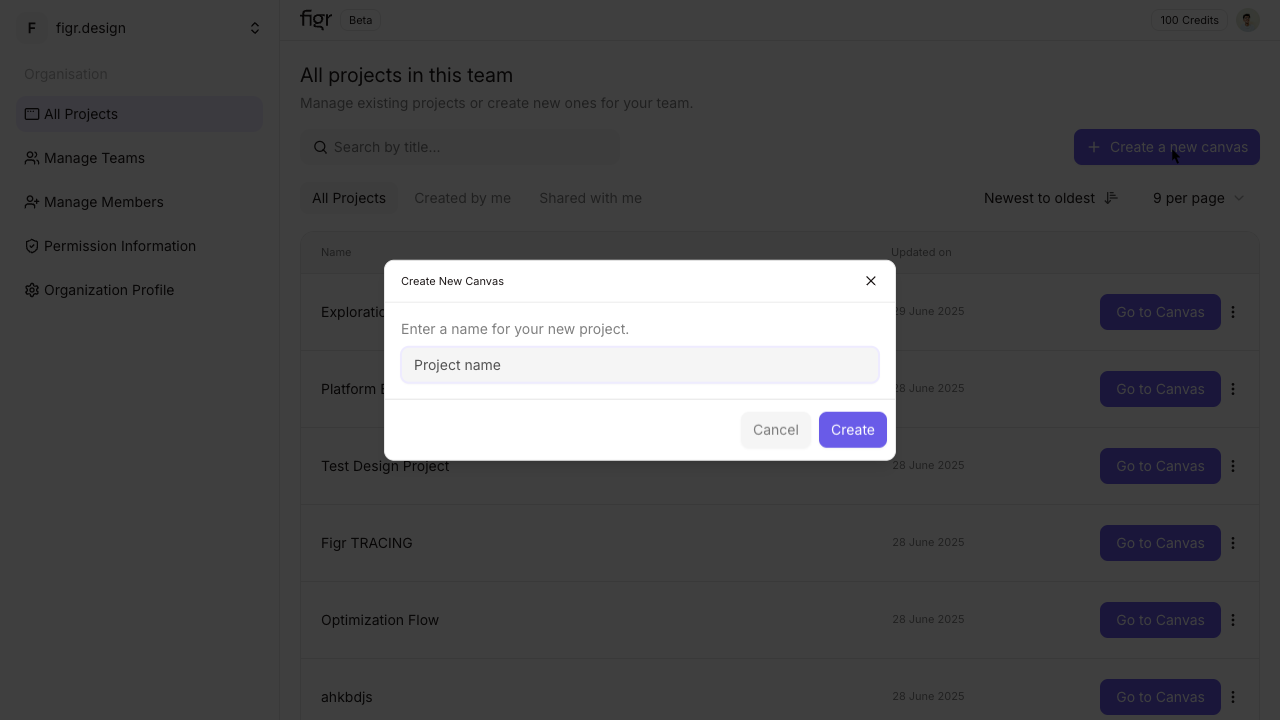 F figr.design
figr Beta
100 Credits
Organisation
All Projects
Manage Teams
Manage Members
Permission Information
Organization Profile
All projects in this team
Manage existing projects or create new ones for your team.
Search by title...
Create a new canvas
All Projects Created by me Shared with me
Newest to oldest 9 per page
Name Updated on
29 June 2025 Go to Canvas
Platform
28 June 2025 Go to Canvas
Test Design Project 28 June 2025 Go to Canvas
Figr TRACING 28 June 2025 Go to Canvas
Optimization Flow 28 June 2025 Go to Canvas
ahkbdjs 28 June 2025 Go to Canvas
Create New Canvas
Enter a name for your new project.
Project name
Cancel Create